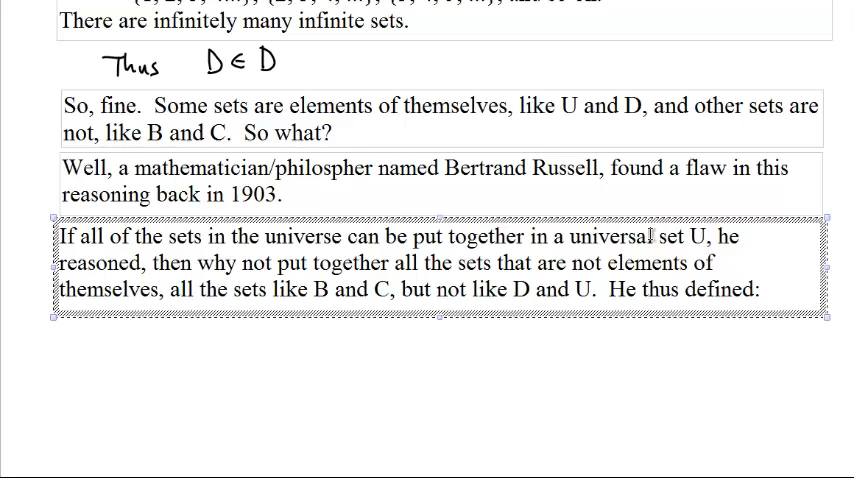 There are infinitely many infinite sets.
Thus D ∈ D
So, fine. Some sets are elements of themselves, like U and D, and other sets are
not, like B and C. So what?
Well, a mathematician/philospher named Bertrand Russell, found a flaw in this
reasoning back in 1903.
If all of the sets in the universe can be put together in a universal set U, he
reasoned, then why not put together all the sets that are not elements of
themselves, all the sets like B and C, but not like D and U. He thus defined: